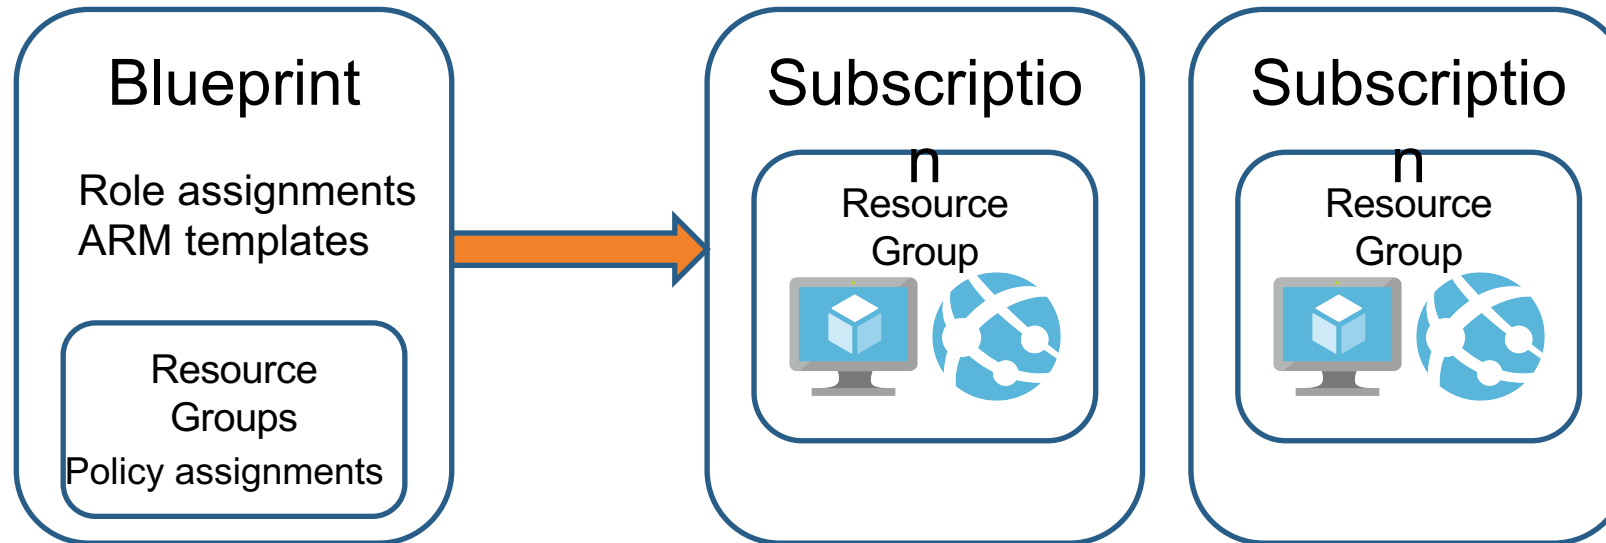 Blueprint
Role assignments
ARM templates
Resource
Groups
Policy assignments
Subscriptio
n
Resource
Group
Subscriptio
n
Resource
Group